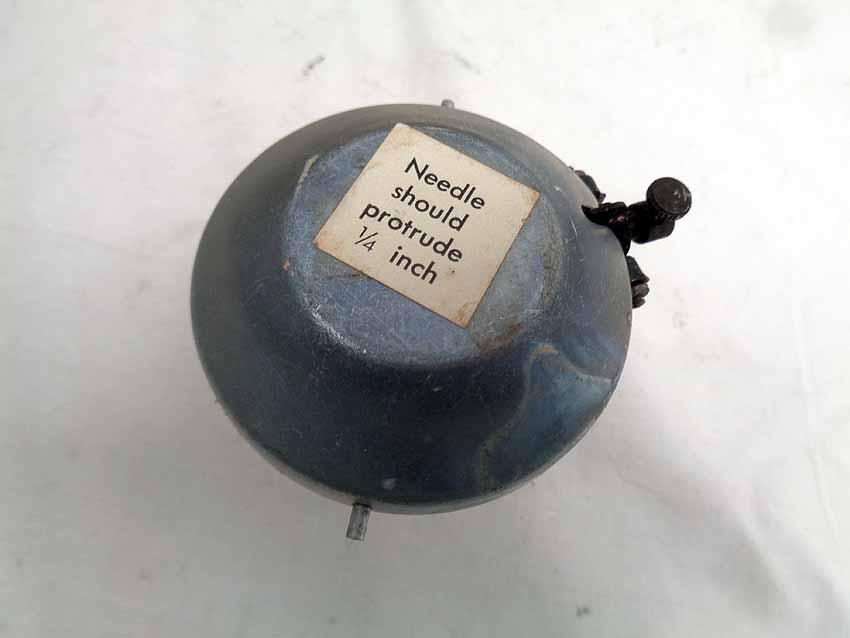 Needle
should
protrude
¼ inch